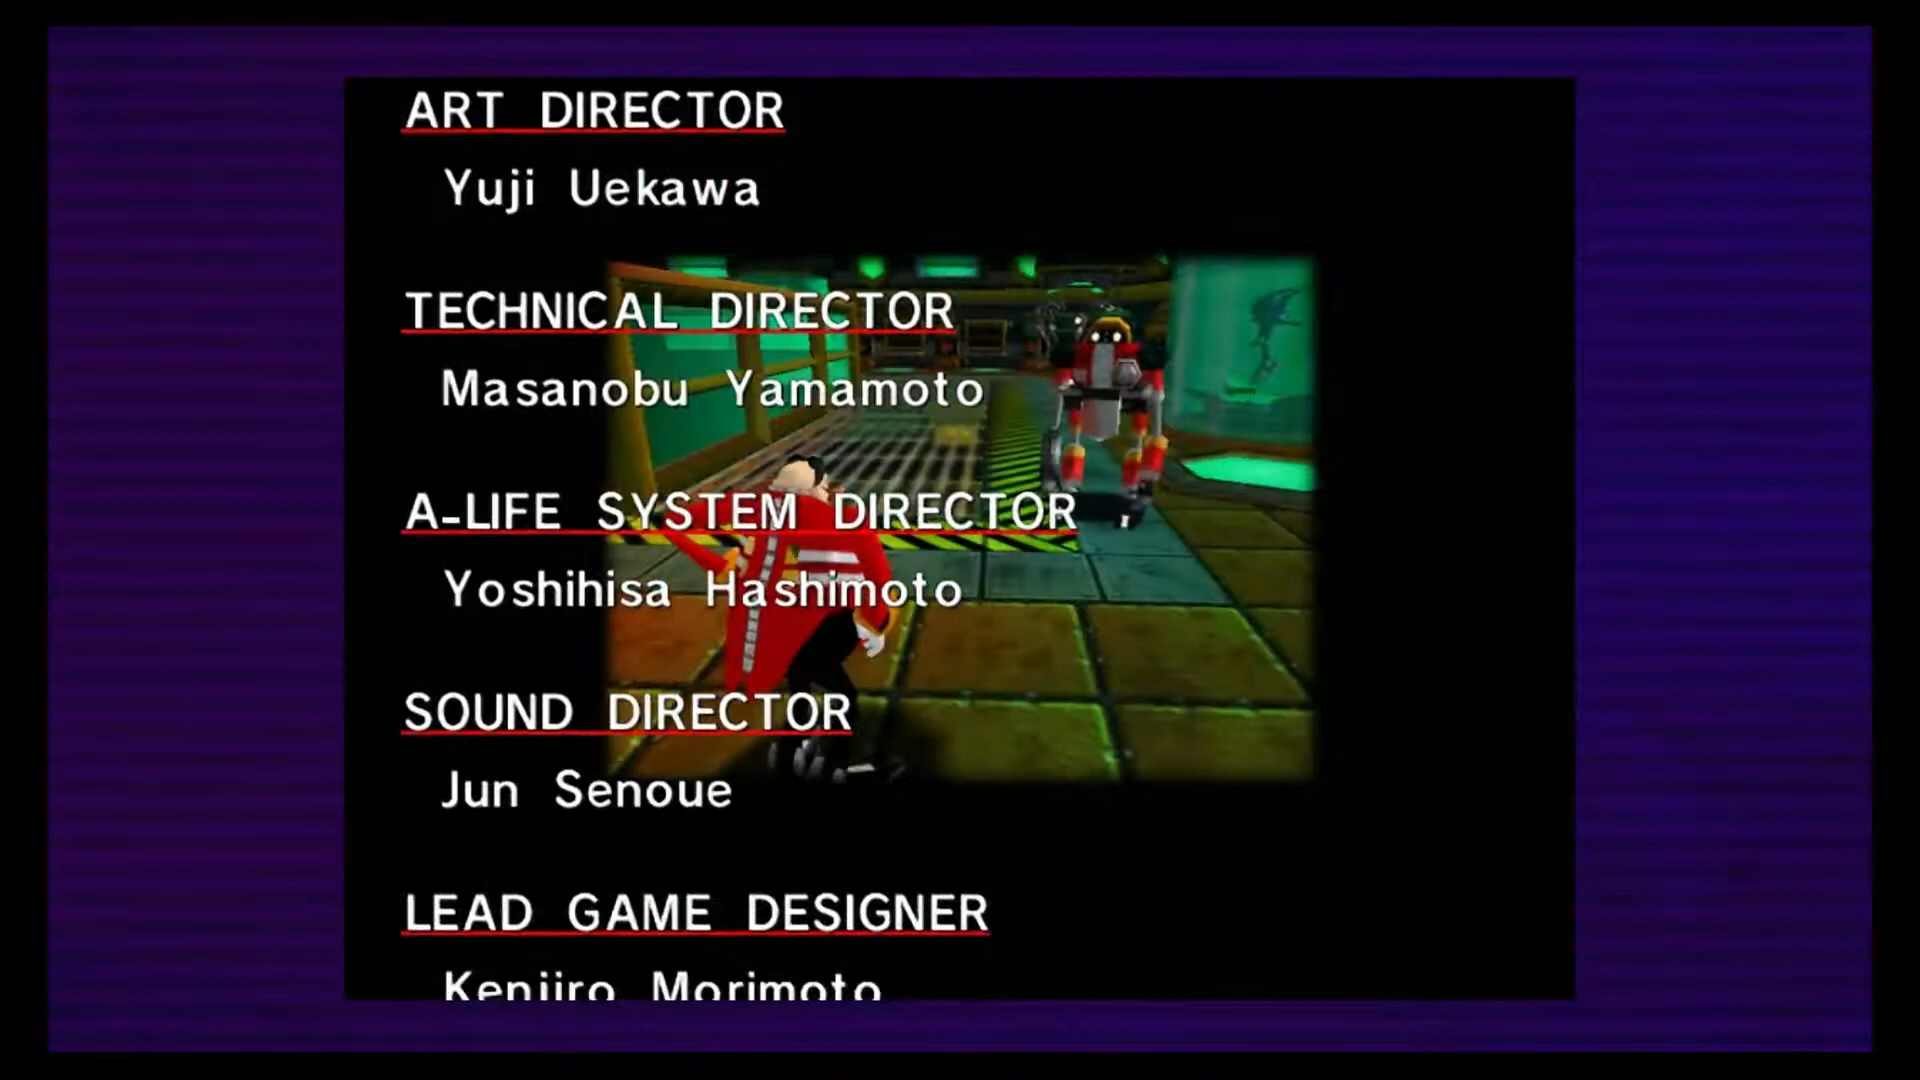 ART DIRECTOR
Yuji Uekawa
TECHNICAL DIRECTOR
Masanobu Yamamoto
A-LIFE SYSTEM DIRECTOR
Yoshihisa Hashimoto
SOUND DIRECTOR
Jun Senoue
LEAD GAME DESIGNER
Kenjiro Morimoto